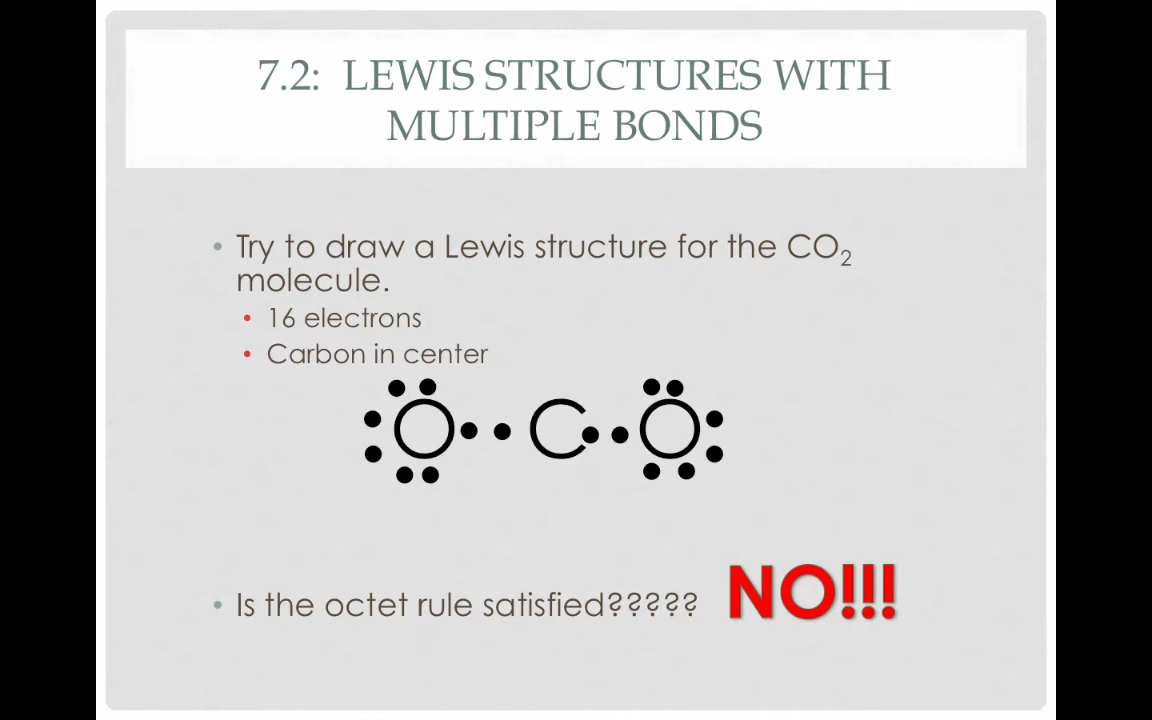 7.2: LEWIS STRUCTURES WITH
MULTIPLE BONDS
• Try to draw a Lewis structure for the CO₂
molecule.
• 16 electrons
• Carbon in center
O C O
• Is the octet rule satisfied????? NO!!!